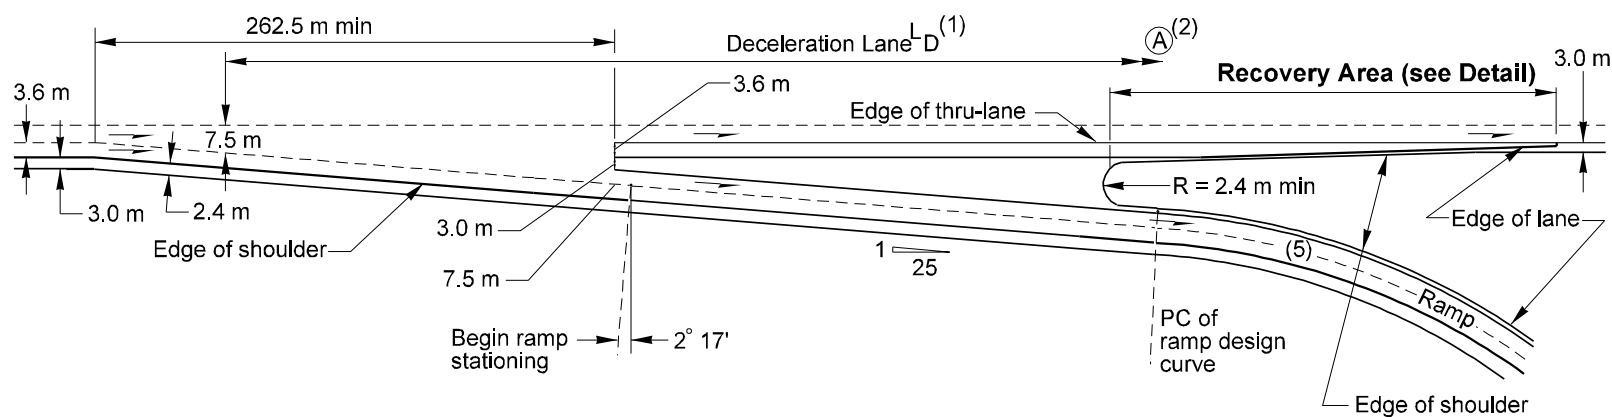 262.5 m min
Deceleration Lane LD (1)
A (2)
3.0 m
Recovery Area (see Detail)
3.6 m
3.6 m
Edge of thru-lane
7.5 m
R = 2.4 m min
3.0 m
2.4 m
3.0 m
Edge of lane
Edge of shoulder
1
25
(5)
7.5 m
Ramp
Begin ramp
stationing
2° 17'
PC of
ramp design
curve
Edge of shoulder